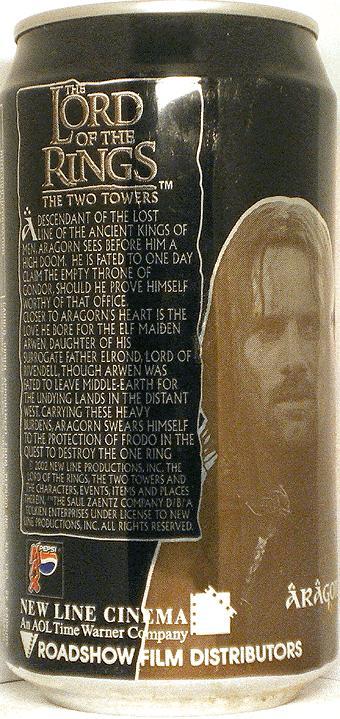 THE
LORD
OF THE
RINGS™
THE TWO TOWERS
A DESCENDANT OF THE LOST
LINE OF THE ANCIENT KINGS OF
MEN, ARAGORN SEES BEFORE HIM A
HIGH DOOM. HE IS FATED TO ONE DAY
CLAIM THE EMPTY THRONE OF
GONDOR, SHOULD HE PROVE HIMSELF
WORTHY OF THAT OFFICE.
CLOSER TO ARAGORN'S HEART IS THE
LOVE HE BORE FOR THE ELF MAIDEN
ARWEN, DAUGHTER OF HIS
SURROGATE FATHER ELROND, LORD OF
RIVENDELL, THOUGH ARWEN WAS
FATED TO LEAVE MIDDLE-EARTH FOR
THE UNDYING LANDS IN THE DISTANT
WEST. CARRYING THESE HEAVY
BURDENS, ARAGORN SWEARS HIMSELF
TO THE PROTECTION OF FRODO IN THE
QUEST TO DESTROY THE ONE RING
© 2002 NEW LINE PRODUCTIONS, INC. THE
LORD OF THE RINGS, THE TWO TOWERS AND
THE CHARACTERS, EVENTS, ITEMS AND PLACES
THEREIN, ™THE SAUL ZAENTZ COMPANY D/B/A
TOLKIEN ENTERPRISES UNDER LICENSE TO NEW
LINE PRODUCTIONS, INC. ALL RIGHTS RESERVED.
PEPSI
ARAGO
NEW LINE CINEMA
An AOL Time Warner Company
ROADSHOW FILM DISTRIBUTORS